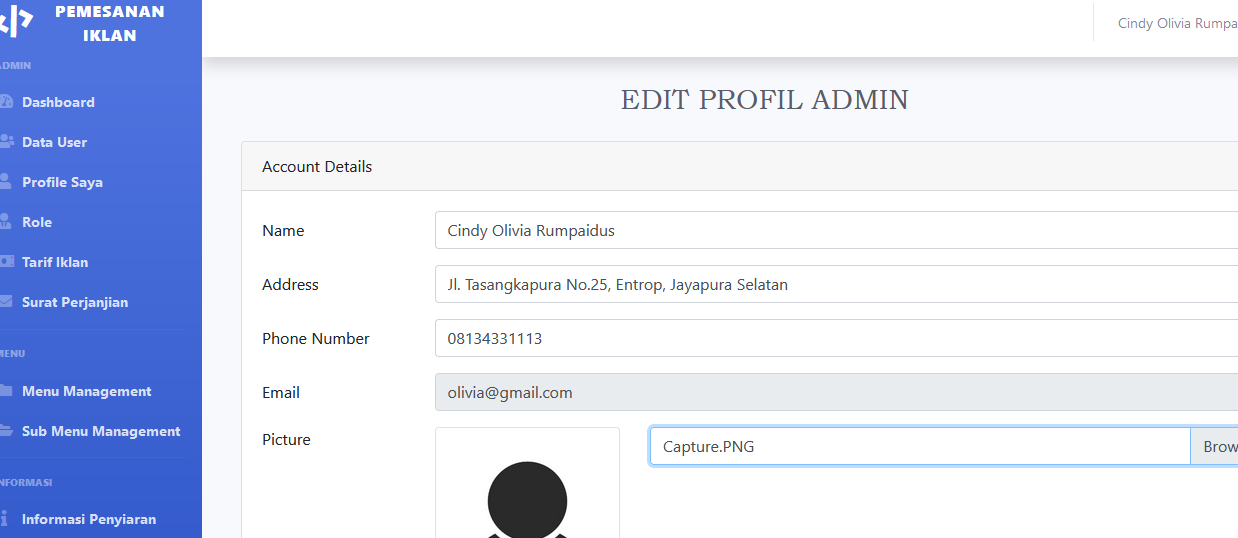 PEMESANAN
IKLAN
Cindy Olivia Rumpa
DMIN
Dashboard
Data User
Profile Saya
Role
Tarif Iklan
Surat Perjanjian
MENU
Menu Management
Sub Menu Management
NFORMASI
Informasi Penyiaran
EDIT PROFIL ADMIN
Account Details
Name Cindy Olivia Rumpaidus
Address Jl. Tasangkapura No.25, Entrop, Jayapura Selatan
Phone Number 08134331113
Email olivia@gmail.com
Picture Capture.PNG Brow